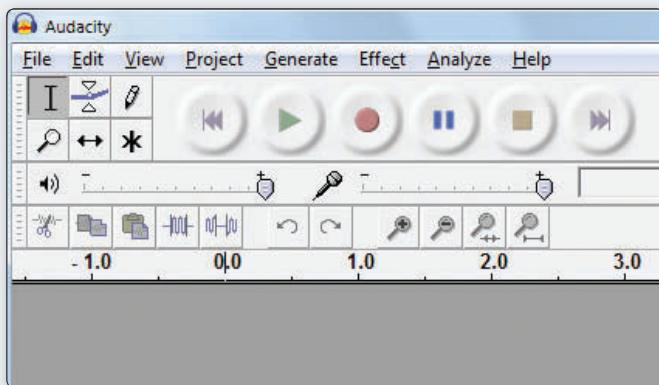 Audacity
File Edit View Project Generate Effect Analyze Help
- 1.0 0.0 1.0 2.0 3.0